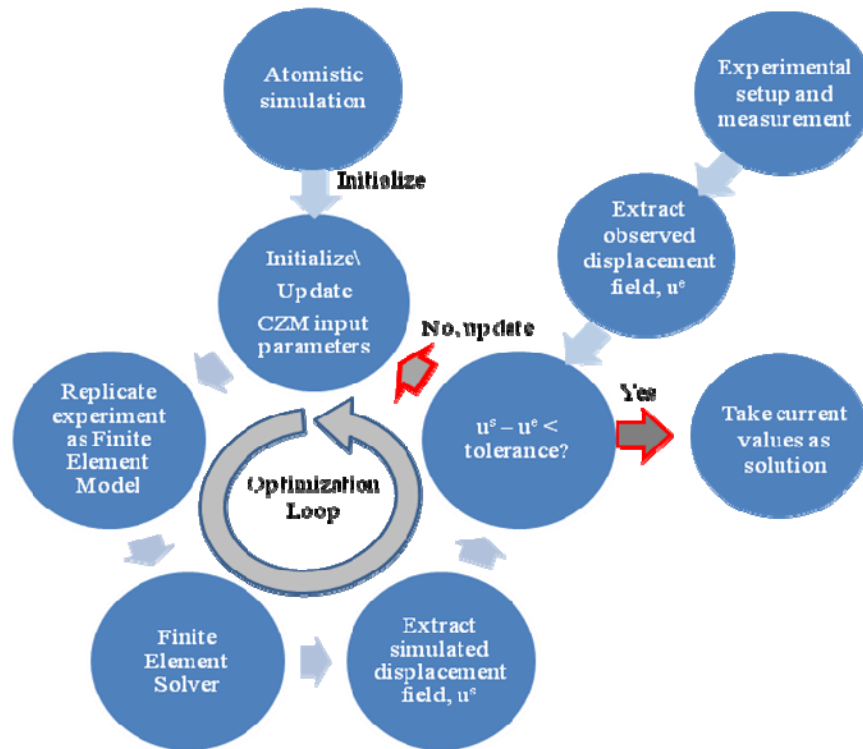 Atomistic
simulation
Experimental
setup and
measurement
Initialize
Extract
observed
displacement
field, uᵉ
Initialize\
Update
CZM input
parameters
No, update
Replicate
experiment
as Finite
Element
Model
Optimization
Loop
uˢ – uᵉ <
tolerance?
Yes
Take current
values as
solution
Finite
Element
Solver
Extract
simulated
displacement
field, uˢ